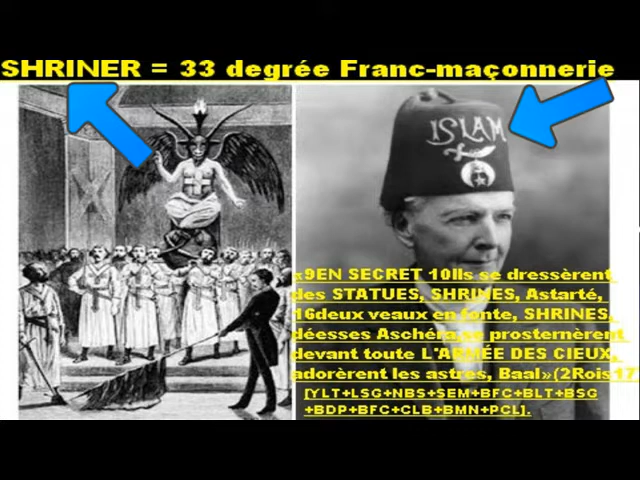 SHRINER = 33 degrée Franc-maçonnerie
ISLAM
«9EN SECRET 10Ils se dressèrent
des STATUES, SHRINES, Astarté,
16deux veaux en fonte, SHRINES,
déesses Aschéra,se prosternèrent
devant toute L'ARMÉE DES CIEUX,
adorèrent les astres, Baal»(2Rois17)
[YLT+LSG+NBS+SEM+BFC+BLT+BSG
+BDP+BFC+CLB+BMN+PCL].